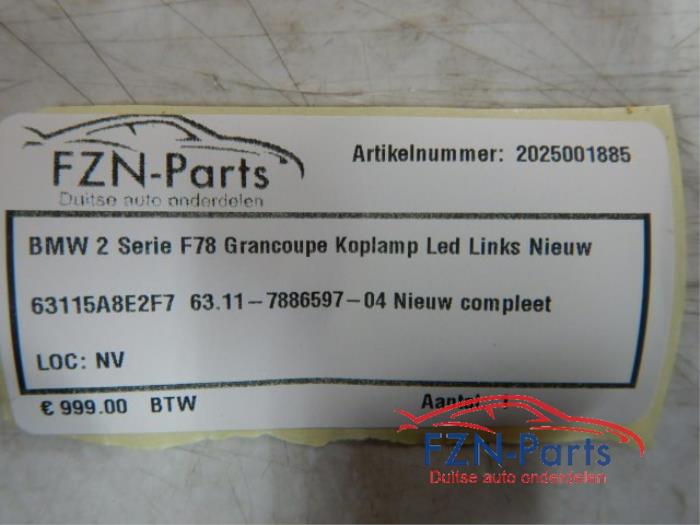 FZN-Parts
Duitse auto onderdelen
Artikelnummer: 2025001885
BMW 2 Serie F78 Grancoupe Koplamp Led Links Nieuw
63115A8E2F7 63.11-7886597-04 Nieuw compleet
LOC: NV
€ 999.00 BTW
FZN-Parts
Duitse auto onderdelen